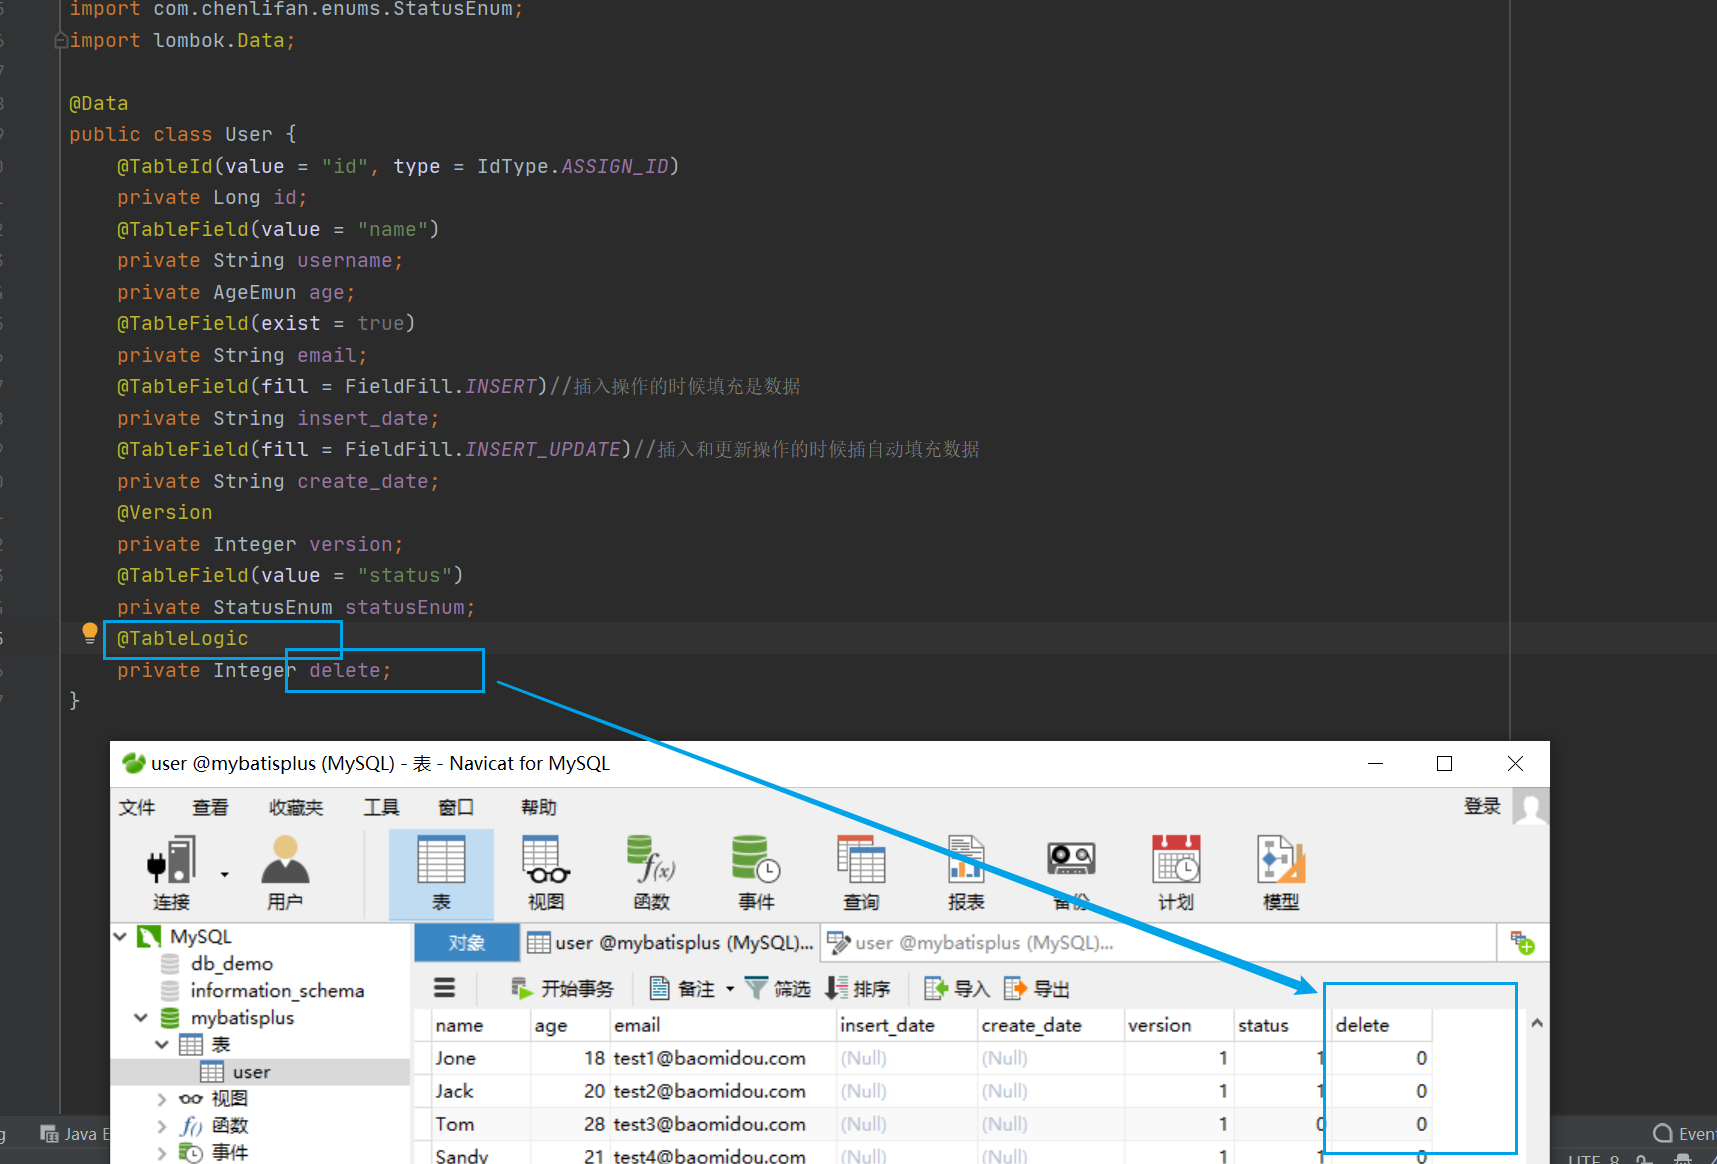 import com.chenlifan.enums.StatusEnum;
import lombok.Data;
@Data
public class User {
@TableId(value = "id", type = IdType.ASSIGN_ID)
private Long id;
@TableField(value = "name")
private String username;
private AgeEmun age;
@TableField(exist = true)
private String email;
@TableField(fill = FieldFill.INSERT)//插入操作的时候填充是数据
private String insert_date;
@TableField(fill = FieldFill.INSERT_UPDATE)//插入和更新操作的时候插自动填充数据
private String create_date;
@Version
private Integer version;
@TableField(value = "status")
private StatusEnum statusEnum;
@TableLogic
private Integer delete;
}
user @mybatisplus (MySQL) - 表 - Navicat for MySQL
文件 查看 收藏夹 工具 窗口 帮助 登录
连接 用户 表 视图 函数 事件 查询 报表 备份 计划 模型
MySQL
db_demo
information_schema
mybatisplus
表
user
视图
函数
事件
对象 user @mybatisplus (MySQL)... user @mybatisplus (MySQL)...
开始事务 备注 筛选 排序 导入 导出
name age email insert_date create_date version status delete
Jone 18 test1@baomidou.com (Null) (Null) 1 1 0
Jack 20 test2@baomidou.com (Null) (Null) 1 1 0
Tom 28 test3@baomidou.com (Null) (Null) 1 0 0
Sandy 21 test4@baomidou.com (Null) (Null) 1 1 0
Java E
Event
UTF-8